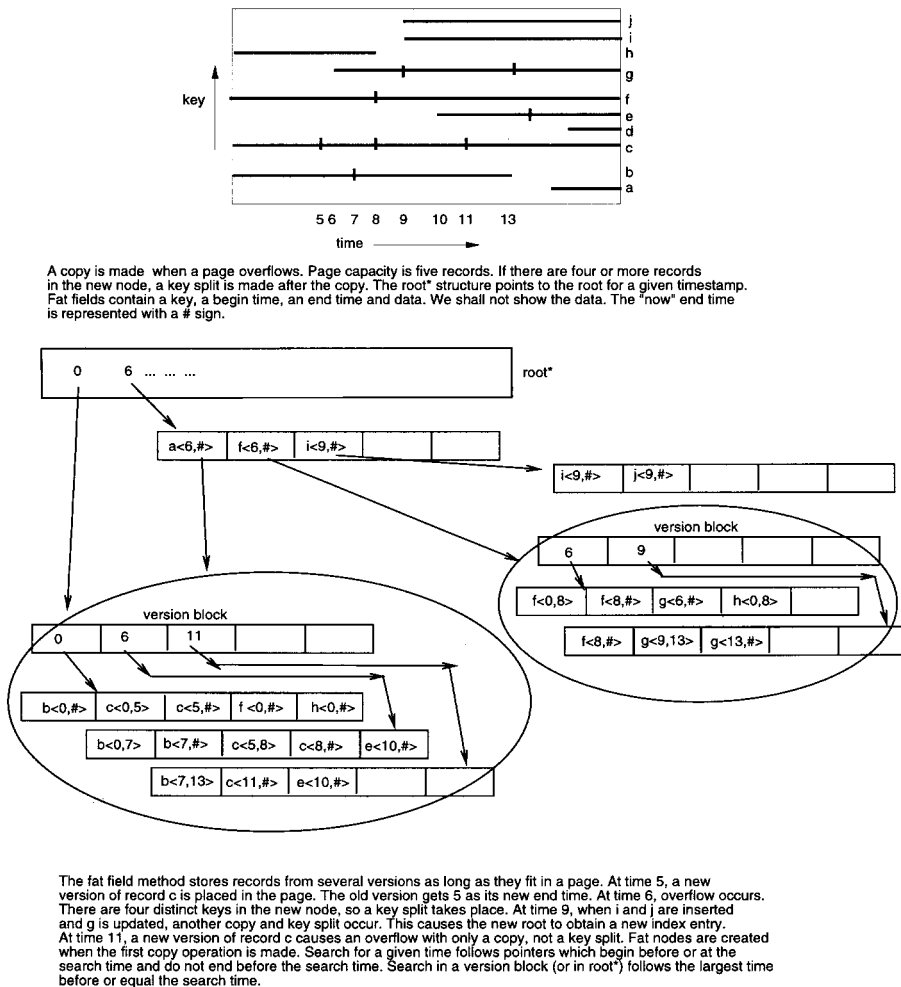 j
i
h
g
key
f
e
d
c
b
a
5 6 7 8 9 10 11 13
time
A copy is made when a page overflows. Page capacity is five records. If there are four or more records
in the new node, a key split is made after the copy. The root* structure points to the root for a given timestamp.
Fat fields contain a key, a begin time, an end time and data. We shall not show the data. The "now" end time
is represented with a # sign.
0 6 ... ... ... root*
a<6,#> f<6,#> i<9,#>
i<9,#> j<9,#>
version block
6 9
f<0,8> f<8,#> g<6,#> h<0,8>
f<8,#> g<9,13> g<13,#>
version block
0 6 11
b<0,#> c<0,5> c<5,#> f <0,#> h<0,#>
b<0,7> b<7,#> c<5,8> c<8,#> e<10,#>
b<7,13> c<11,#> e<10,#>
The fat field method stores records from several versions as long as they fit in a page. At time 5, a new
version of record c is placed in the page. The old version gets 5 as its new end time. At time 6, overflow occurs.
There are four distinct keys in the new node, so a key split takes place. At time 9, when i and j are inserted
and g is updated, another copy and key split occur. This causes the new root to obtain a new index entry.
At time 11, a new version of record c causes an overflow with only a copy, not a key split. Fat nodes are created
when the first copy operation is made. Search for a given time follows pointers which begin before or at the
search time and do not end before the search time. Search in a version block (or in root*) follows the largest time
before or equal the search time.